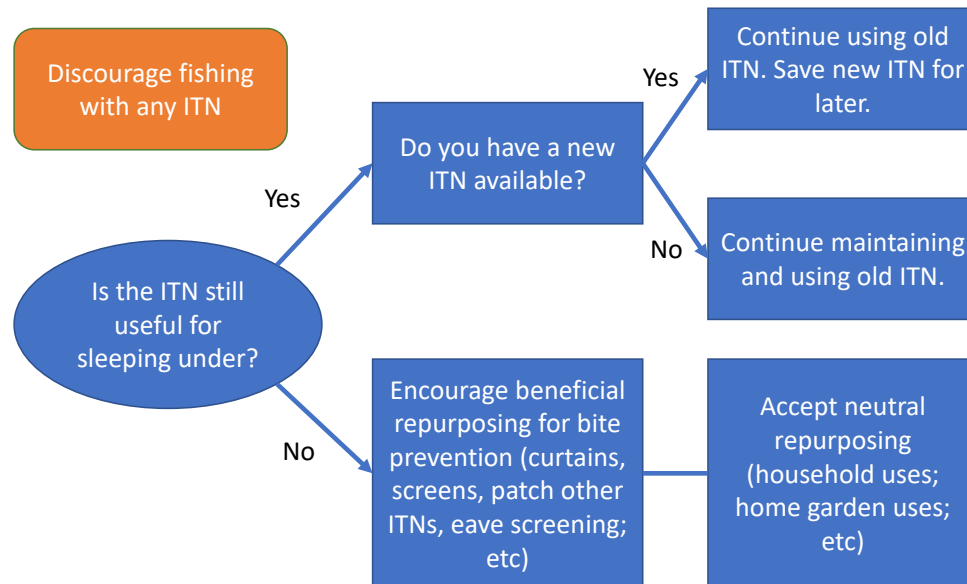 Discourage fishing
with any ITN
Is the ITN still
useful for
sleeping under?
Yes
Do you have a new
ITN available?
Yes
Continue using old
ITN. Save new ITN for
later.
No
Continue maintaining
and using old ITN.
No
Encourage beneficial
repurposing for bite
prevention (curtains,
screens, patch other
ITNs, eave screening;
etc)
Accept neutral
repurposing
(household uses;
home garden uses;
etc)